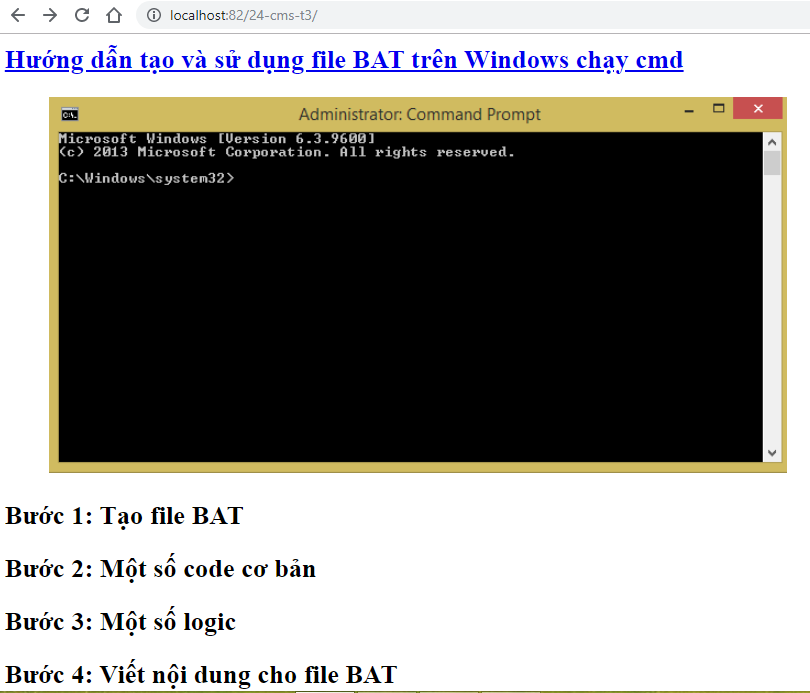 localhost:82/24-cms-t3/
Hướng dẫn tạo và sử dụng file BAT trên Windows chạy cmd
Administrator: Command Prompt
Microsoft Windows [Version 6.3.9600]
(c) 2013 Microsoft Corporation. All rights reserved.
C:\Windows\system32>
Bước 1: Tạo file BAT
Bước 2: Một số code cơ bản
Bước 3: Một số logic
Bước 4: Viết nội dung cho file BAT